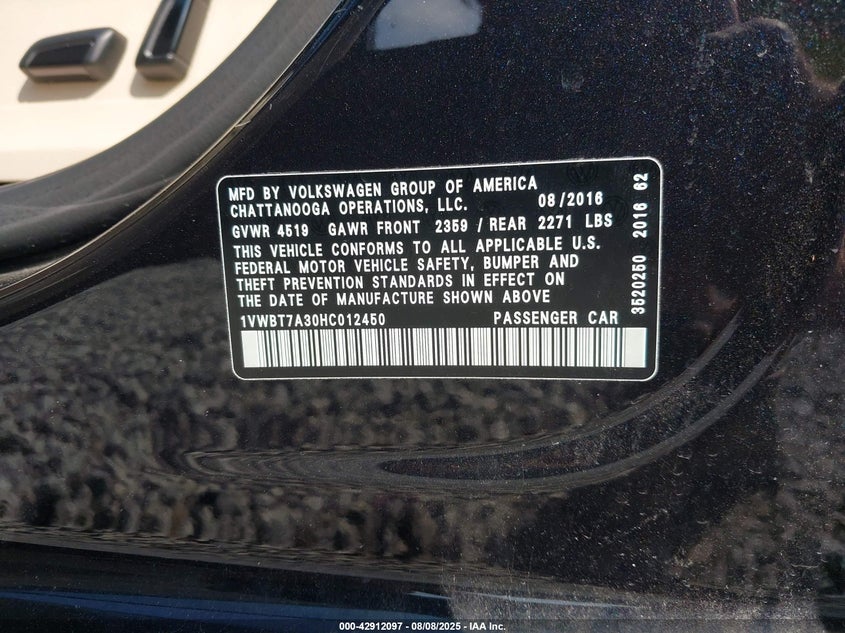 MFD BY VOLKSWAGEN GROUP OF AMERICA
CHATTANOOGA OPERATIONS, LLC. 08/2016
GVWR 4519 GAWR FRONT 2359 / REAR 2271 LBS
THIS VEHICLE CONFORMS TO ALL APPLICABLE U.S.
FEDERAL MOTOR VEHICLE SAFETY, BUMPER AND
THEFT PREVENTION STANDARDS IN EFFECT ON
THE DATE OF MANUFACTURE SHOWN ABOVE
1VWBT7A30HC012450 PASSENGER CAR
3520250 2016 62
000-42912097 - 08/08/2025 - IAA Inc.